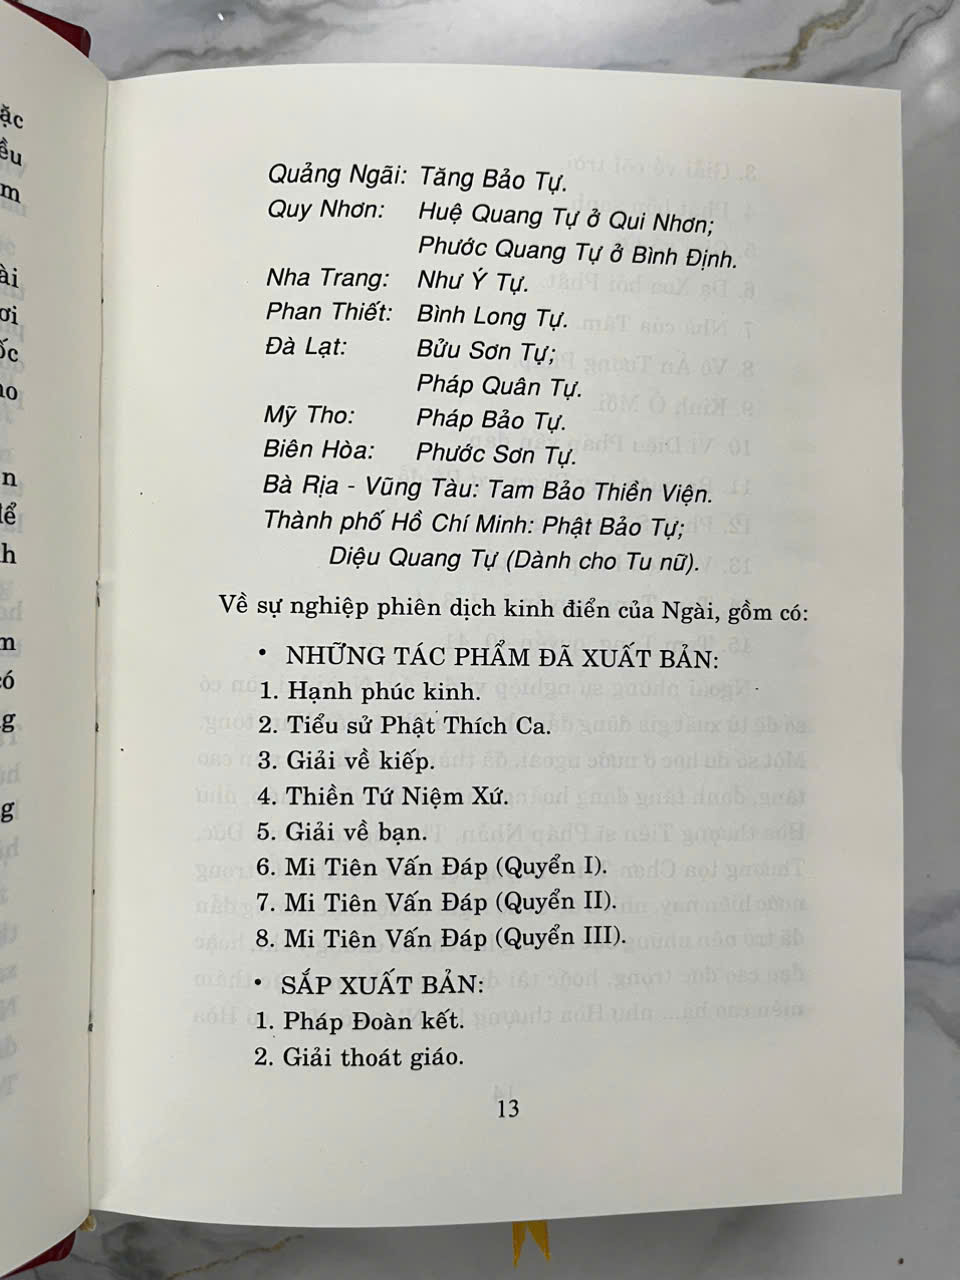 Quảng Ngãi: Tăng Bảo Tự.
Quy Nhơn: Huệ Quang Tự ở Qui Nhơn;
Phước Quang Tự ở Bình Định.
Nha Trang: Như Ý Tự.
Phan Thiết: Bình Long Tự.
Đà Lạt: Bửu Sơn Tự;
Pháp Quân Tự.
Mỹ Tho: Pháp Bảo Tự.
Biên Hòa: Phước Sơn Tự.
Bà Rịa - Vũng Tàu: Tam Bảo Thiền Viện.
Thành phố Hồ Chí Minh: Phật Bảo Tự;
Diệu Quang Tự (Dành cho Tu nữ).
Về sự nghiệp phiên dịch kinh điển của Ngài, gồm có:
• NHỮNG TÁC PHẨM ĐÃ XUẤT BẢN:
1. Hạnh phúc kinh.
2. Tiểu sử Phật Thích Ca.
3. Giải về kiếp.
4. Thiền Tứ Niệm Xứ.
5. Giải về bạn.
6. Mi Tiên Vấn Đáp (Quyển I).
7. Mi Tiên Vấn Đáp (Quyển II).
8. Mi Tiên Vấn Đáp (Quyển III).
• SẮP XUẤT BẢN:
1. Pháp Đoàn kết.
2. Giải thoát giáo.
13